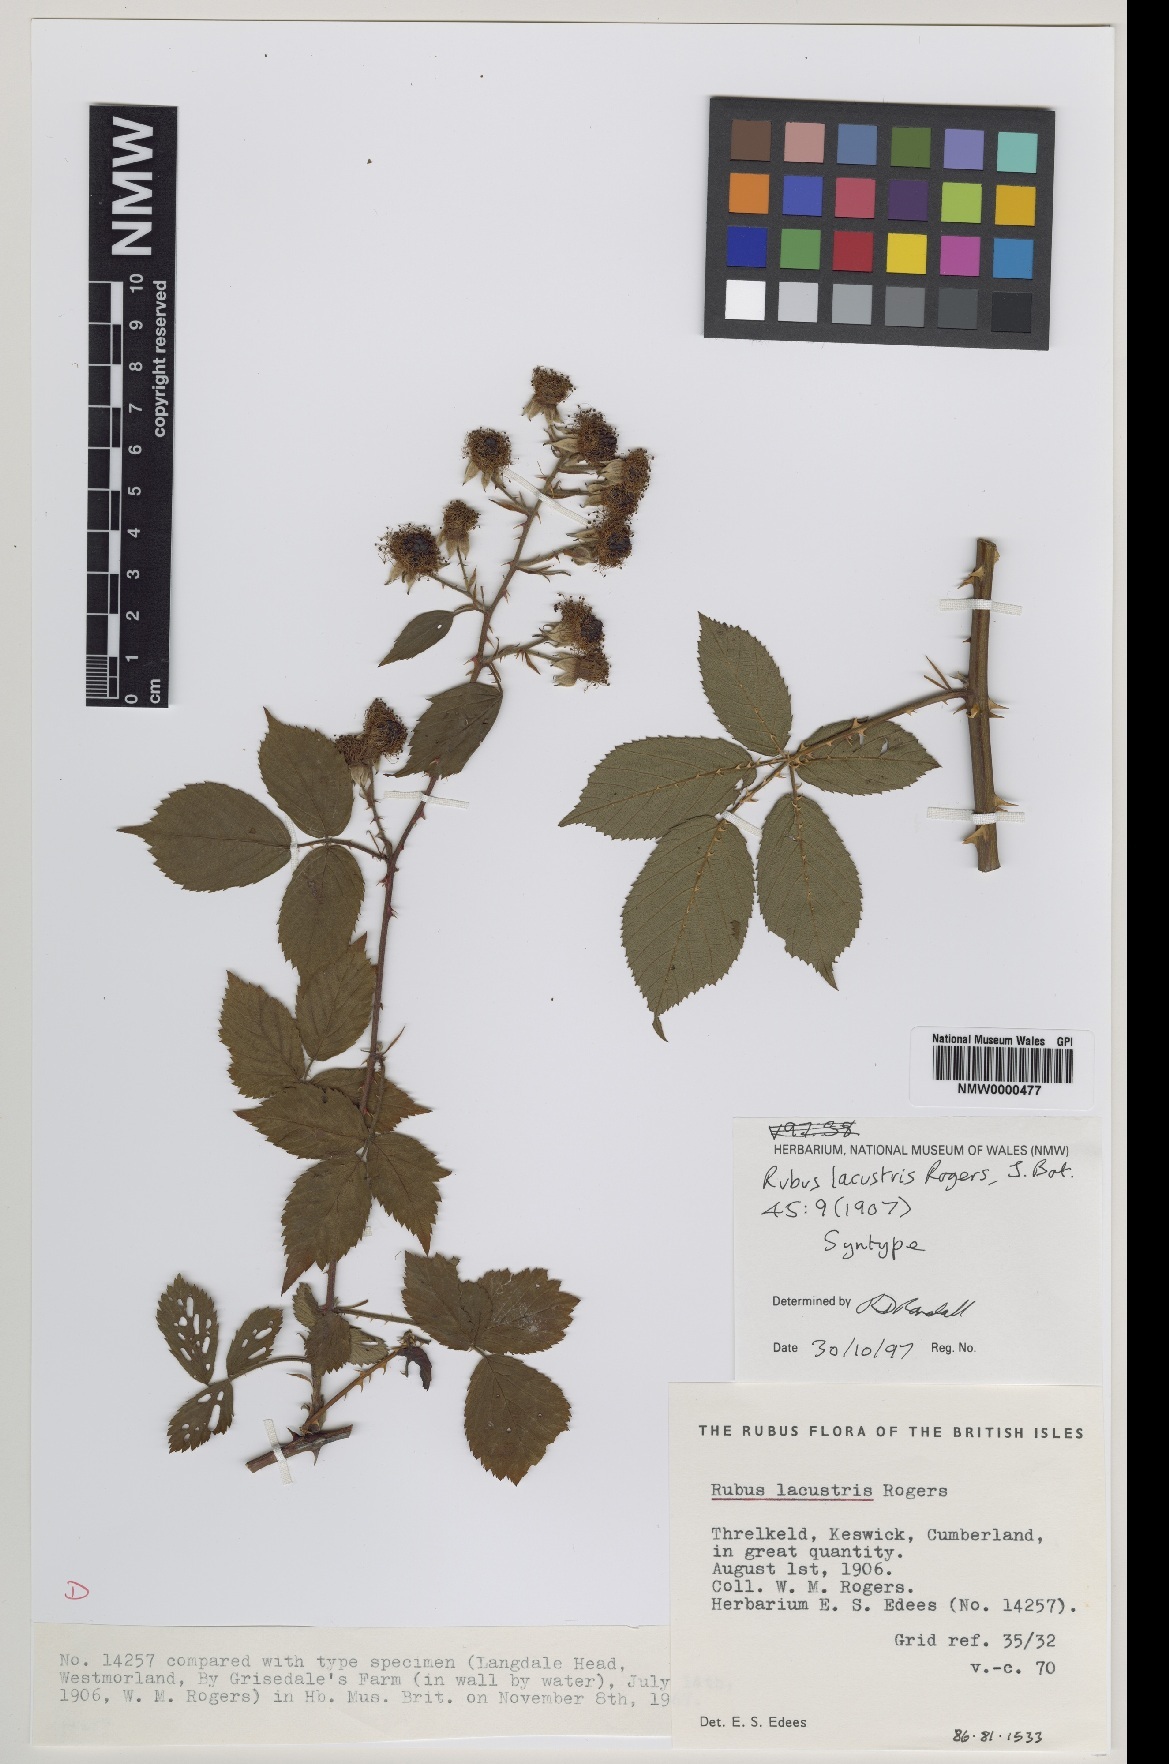 NMW
10
9
8
7
6
5
4
3
2
1
0
cm
copyright reserved
National Museum Wales GPI
NMW0000477
V97.38
HERBARIUM, NATIONAL MUSEUM OF WALES (NMW)
Rubus lacustris Rogers, J. Bot.
45: 9 (1907)
Syntype
Determined by RDRandall
Date 30/10/97 Reg. No.
THE RUBUS FLORA OF THE BRITISH ISLES
Rubus lacustris Rogers
Threlkeld, Keswick, Cumberland,
in great quantity.
August 1st, 1906.
Coll. W. M. Rogers.
Herbarium E. S. Edees (No. 14257).
Grid ref. 35/32
v.-c. 70
Det. E. S. Edees
86.81.1533
D
No. 14257 compared with type specimen (Langdale Head,
Westmorland, By Grisedale's Farm (in wall by water), July
1906, W. M. Rogers) in Hb. Mus. Brit. on November 8th,